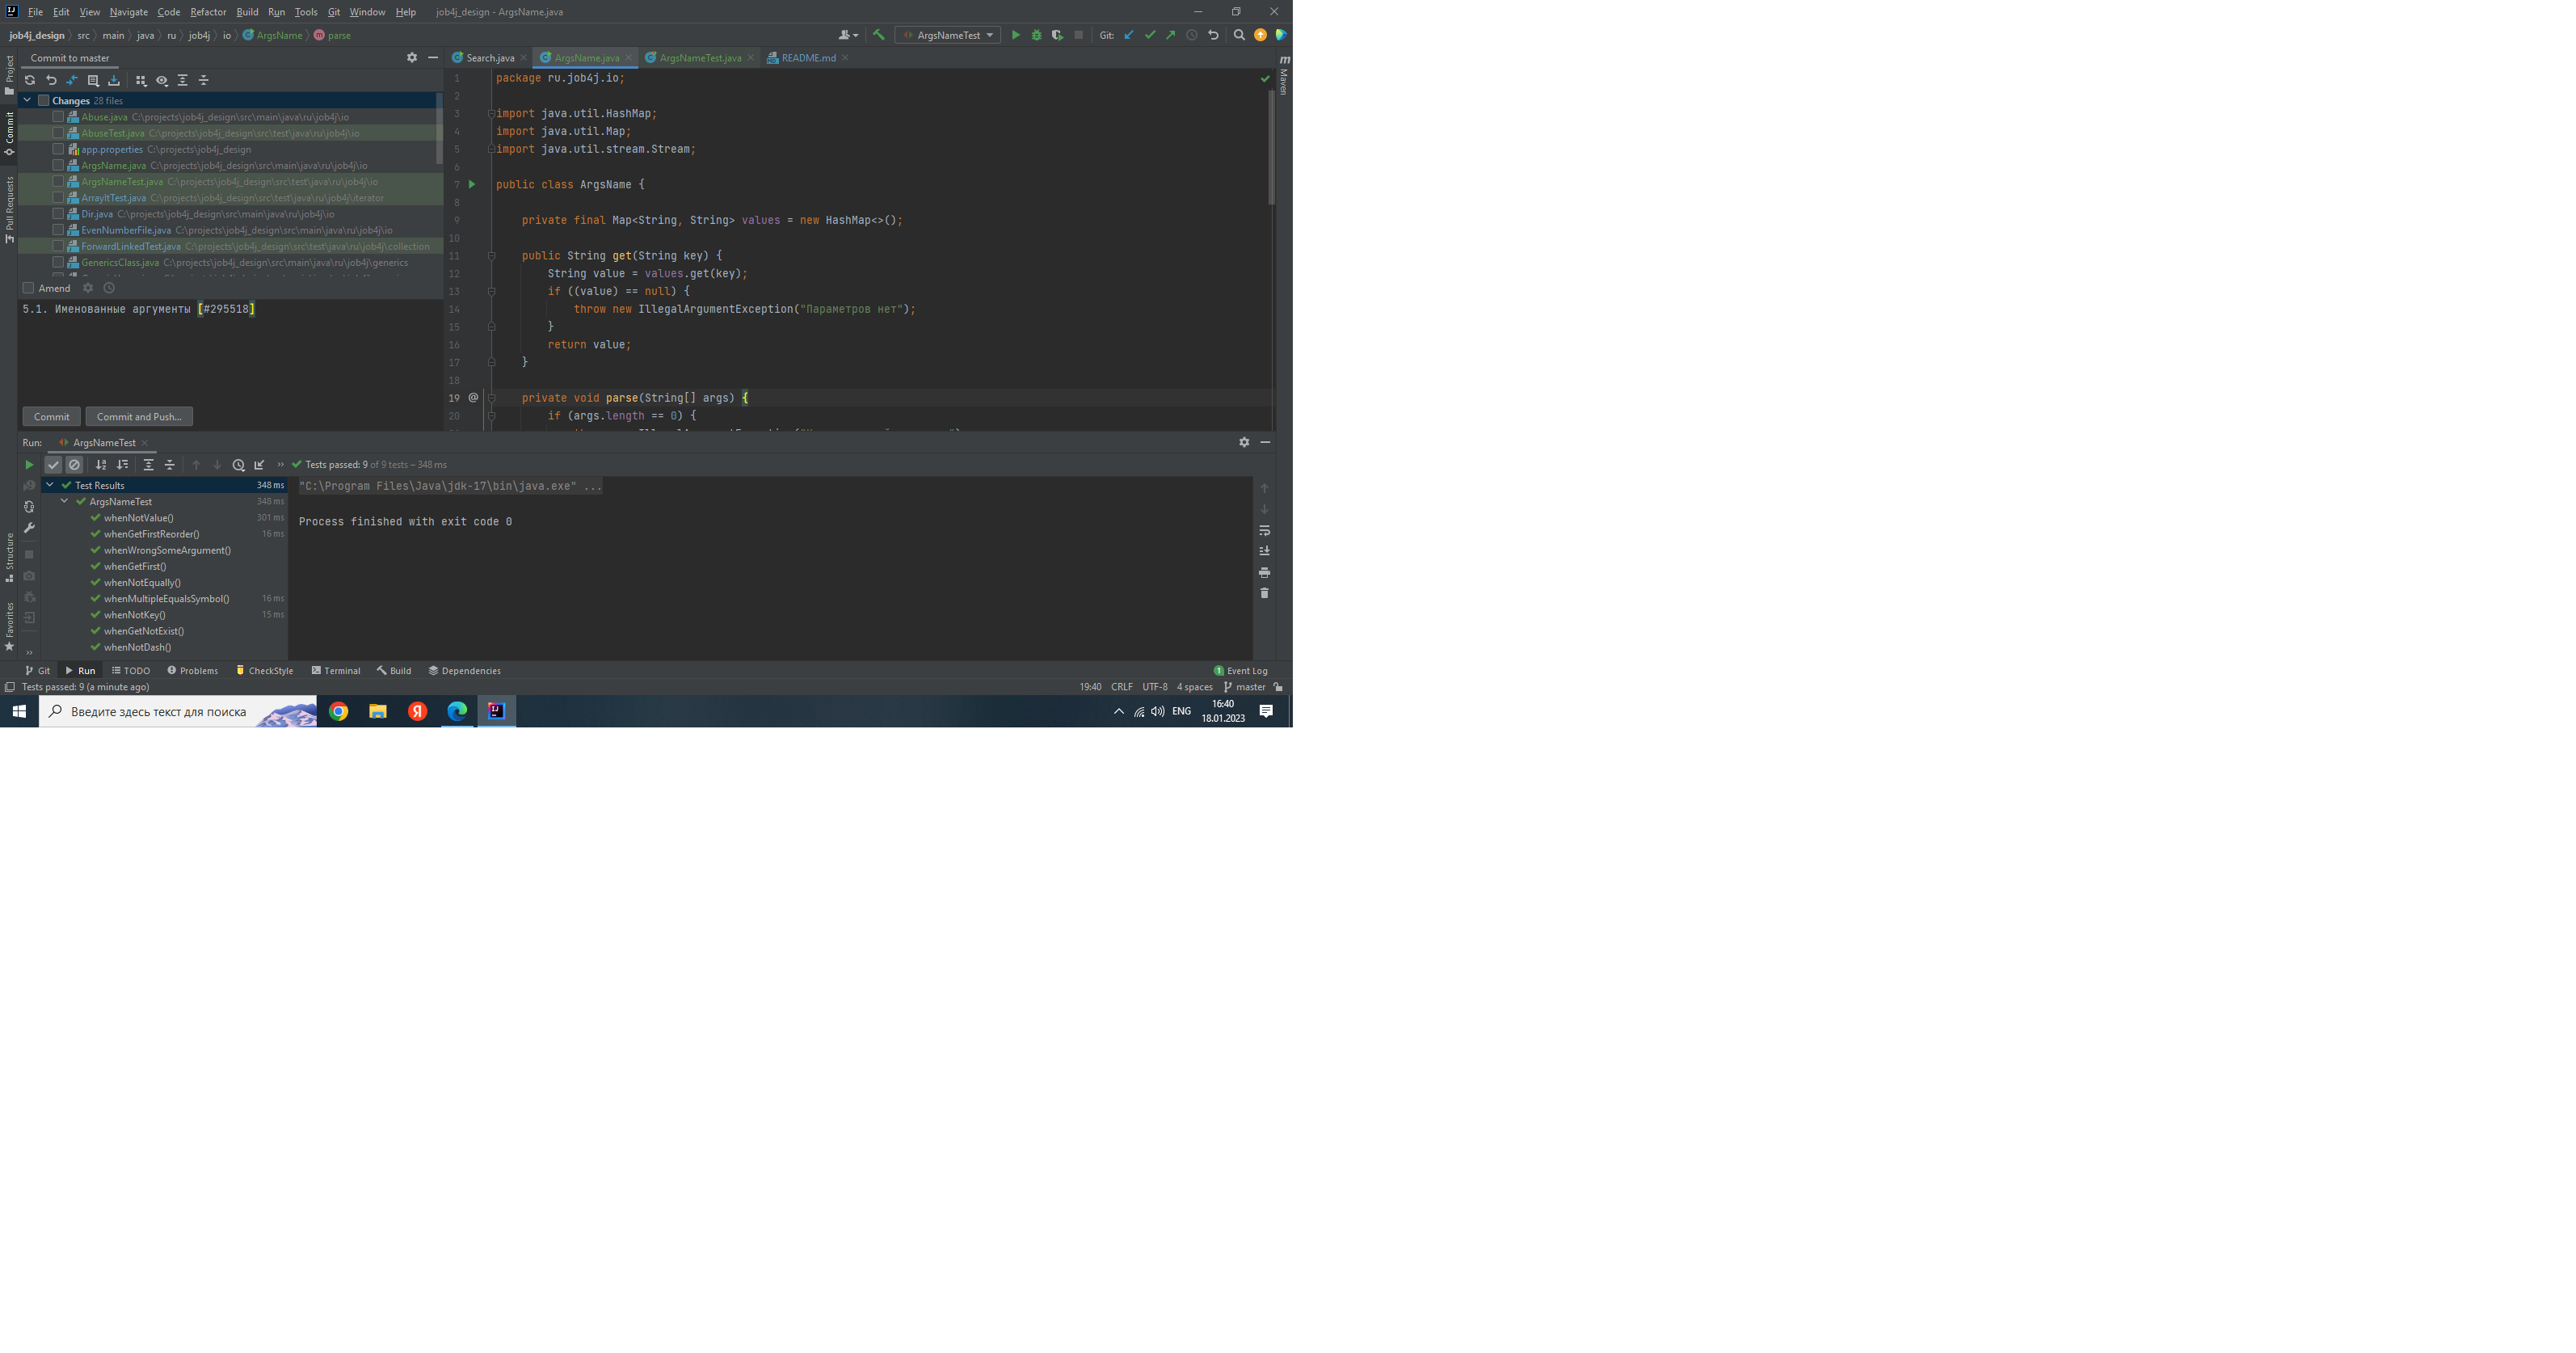 File Edit View Navigate Code Refactor Build Run Tools Git Window Help job4j_design - ArgsName.java
job4j_design src main java ru job4j io ArgsName parse
ArgsNameTest Git:
Project
Commit
Pull Requests
Structure
Favorites
Commit to master
Changes 28 files
Abuse.java C:\projects\job4j_design\src\main\java\ru\job4j\io
AbuseTest.java C:\projects\job4j_design\src\test\java\ru\job4j\io
app.properties C:\projects\job4j_design
ArgsName.java C:\projects\job4j_design\src\main\java\ru\job4j\io
ArgsNameTest.java C:\projects\job4j_design\src\test\java\ru\job4j\io
ArrayItTest.java C:\projects\job4j_design\src\test\java\ru\job4j\iterator
Dir.java C:\projects\job4j_design\src\main\java\ru\job4j\io
EvenNumberFile.java C:\projects\job4j_design\src\main\java\ru\job4j\io
ForwardLinkedTest.java C:\projects\job4j_design\src\test\java\ru\job4j\collection
GenericsClass.java C:\projects\job4j_design\src\main\java\ru\job4j\generics
Amend
5.1. Именованные аргументы [#295518]
Commit Commit and Push...
Search.java ArgsName.java ArgsNameTest.java README.md
Maven
1 package ru.job4j.io;
2
3 import java.util.HashMap;
4 import java.util.Map;
5 import java.util.stream.Stream;
6
7 public class ArgsName {
8
9 private final Map<String, String> values = new HashMap<>();
10
11 public String get(String key) {
12 String value = values.get(key);
13 if ((value) == null) {
14 throw new IllegalArgumentException("Параметров нет");
15 }
16 return value;
17 }
18
19 @ private void parse(String[] args) {
20 if (args.length == 0) {
Run: ArgsNameTest
Tests passed: 9 of 9 tests – 348 ms
Test Results 348 ms
ArgsNameTest 348 ms
whenNotValue() 301 ms
whenGetFirstReorder() 16 ms
whenWrongSomeArgument()
whenGetFirst()
whenNotEqually()
whenMultipleEqualsSymbol() 16 ms
whenNotKey() 15 ms
whenGetNotExist()
whenNotDash()
"C:\Program Files\Java\jdk-17\bin\java.exe" ...
Process finished with exit code 0
Git Run TODO Problems CheckStyle Terminal Build Dependencies 1 Event Log
Tests passed: 9 (a minute ago) 19:40 CRLF UTF-8 4 spaces master
Введите здесь текст для поиска ENG 16:40
18.01.2023